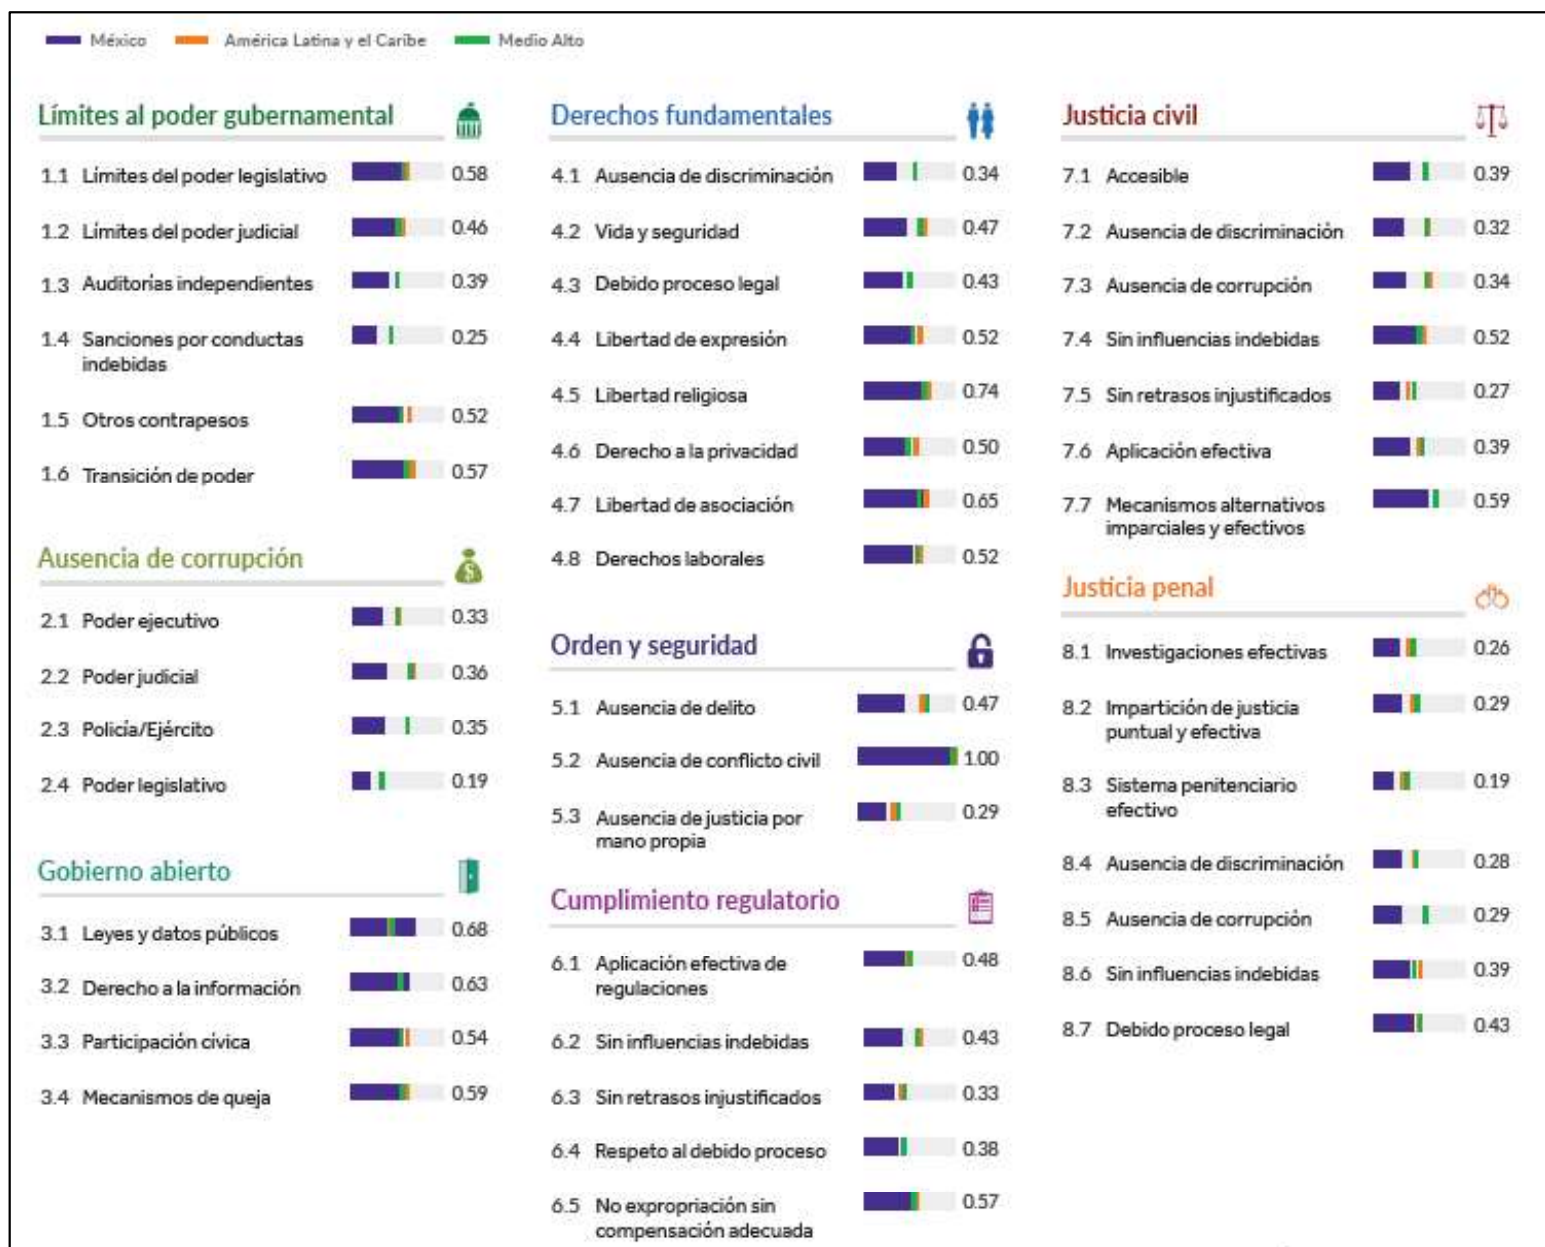 México América Latina y el Caribe Medio Alto
Límites al poder gubernamental
1.1 Límites del poder legislativo 0.58
1.2 Límites del poder judicial 0.46
1.3 Auditorías independientes 0.39
1.4 Sanciones por conductas 0.25
indebidas
1.5 Otros contrapesos 0.52
1.6 Transición de poder 0.57
Ausencia de corrupción
2.1 Poder ejecutivo 0.33
2.2 Poder judicial 0.36
2.3 Policía/Ejército 0.35
2.4 Poder legislativo 0.19
Gobierno abierto
3.1 Leyes y datos públicos 0.68
3.2 Derecho a la información 0.63
3.3 Participación cívica 0.54
3.4 Mecanismos de queja 0.59
Derechos fundamentales
4.1 Ausencia de discriminación 0.34
4.2 Vida y seguridad 0.47
4.3 Debido proceso legal 0.43
4.4 Libertad de expresión 0.52
4.5 Libertad religiosa 0.74
4.6 Derecho a la privacidad 0.50
4.7 Libertad de asociación 0.65
4.8 Derechos laborales 0.52
Orden y seguridad
5.1 Ausencia de delito 0.47
5.2 Ausencia de conflicto civil 1.00
5.3 Ausencia de justicia por 0.29
mano propia
Cumplimiento regulatorio
6.1 Aplicación efectiva de 0.48
regulaciones
6.2 Sin influencias indebidas 0.43
6.3 Sin retrasos injustificados 0.33
6.4 Respeto al debido proceso 0.38
6.5 No expropiación sin 0.57
compensación adecuada
Justicia civil
7.1 Accesible 0.39
7.2 Ausencia de discriminación 0.32
7.3 Ausencia de corrupción 0.34
7.4 Sin influencias indebidas 0.52
7.5 Sin retrasos injustificados 0.27
7.6 Aplicación efectiva 0.39
7.7 Mecanismos alternativos 0.59
imparciales y efectivos
Justicia penal
8.1 Investigaciones efectivas 0.26
8.2 Impartición de justicia 0.29
puntual y efectiva
8.3 Sistema penitenciario 0.19
efectivo
8.4 Ausencia de discriminación 0.28
8.5 Ausencia de corrupción 0.29
8.6 Sin influencias indebidas 0.39
8.7 Debido proceso legal 0.43